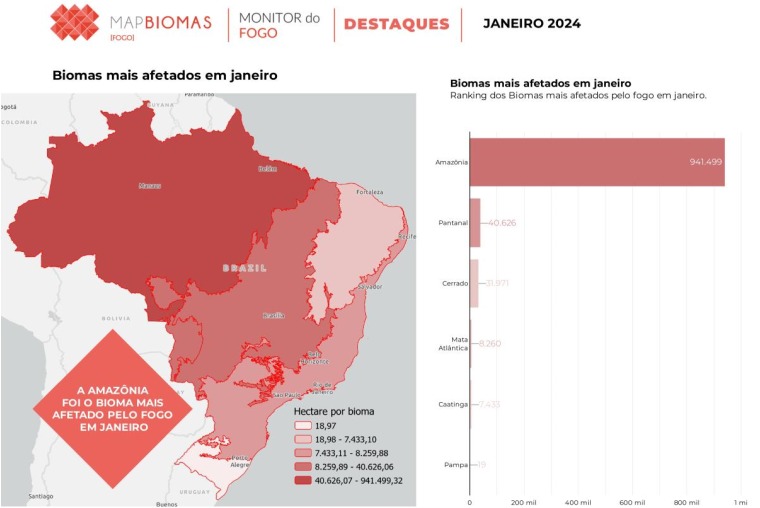 MAPBIOMAS
[FOGO]
MONITOR do
FOGO
DESTAQUES
JANEIRO 2024
Biomas mais afetados em janeiro
ogotá
COLOMBIA
GUYANA
Paramaribo
Manaus
Belém
Fortaleza
Recife
BRAZIL
Salvador
Brasília
BOLIVIA
Belo
Horizonte
Rio de
Janeiro
São Paulo
Porto
Alegre
URUGUAY
Santiago
Buenos
A AMAZÔNIA
FOI O BIOMA MAIS
AFETADO PELO FOGO
EM JANEIRO
Hectare por bioma
18,97
18,98 - 7.433,10
7.433,11 - 8.259,88
8.259,89 - 40.626,06
40.626,07 - 941.499,32
Biomas mais afetados em janeiro
Ranking dos Biomas mais afetados pelo fogo em janeiro.
Amazônia
941.499
Pantanal
40.626
Cerrado
31.971
Mata
Atlântica
8.260
Caatinga
7.433
Pampa
19
0
200 mil
400 mil
600 mil
800 mil
1 mi